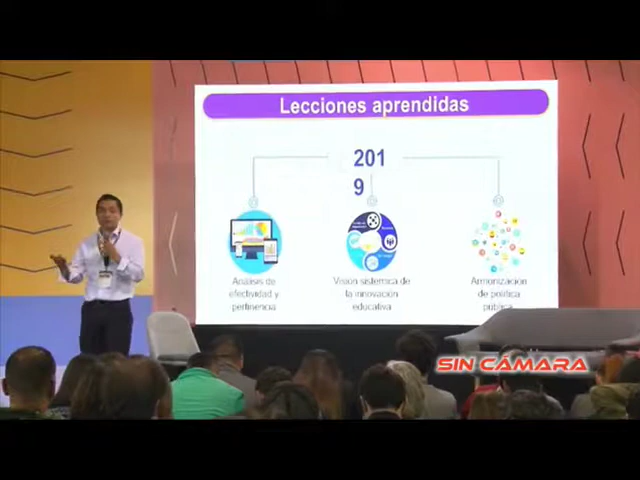 Lecciones aprendidas
201
9
Análisis de
efectividad y
pertinencia
Visión sistémica de
la innovación
educativa
Armonización
de política
pública
SIN CÁMARA